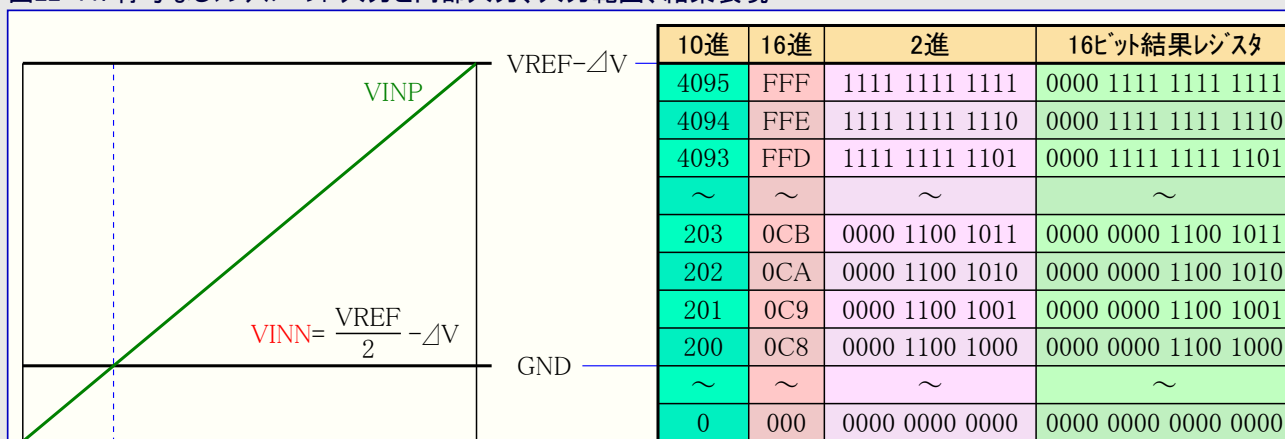 VREF-⊿V
VINP
VINN= VREF/2 -⊿V
GND
10進 16進 2進 16ビット結果レジスタ
4095 FFF 1111 1111 1111 0000 1111 1111 1111
4094 FFE 1111 1111 1110 0000 1111 1111 1110
4093 FFD 1111 1111 1101 0000 1111 1111 1101
～ ～ ～ ～
203 0CB 0000 1100 1011 0000 0000 1100 1011
202 0CA 0000 1100 1010 0000 0000 1100 1010
201 0C9 0000 1100 1001 0000 0000 1100 1001
200 0C8 0000 1100 1000 0000 0000 1100 1000
～ ～ ～ ～
0 000 0000 0000 0000 0000 0000 0000 0000